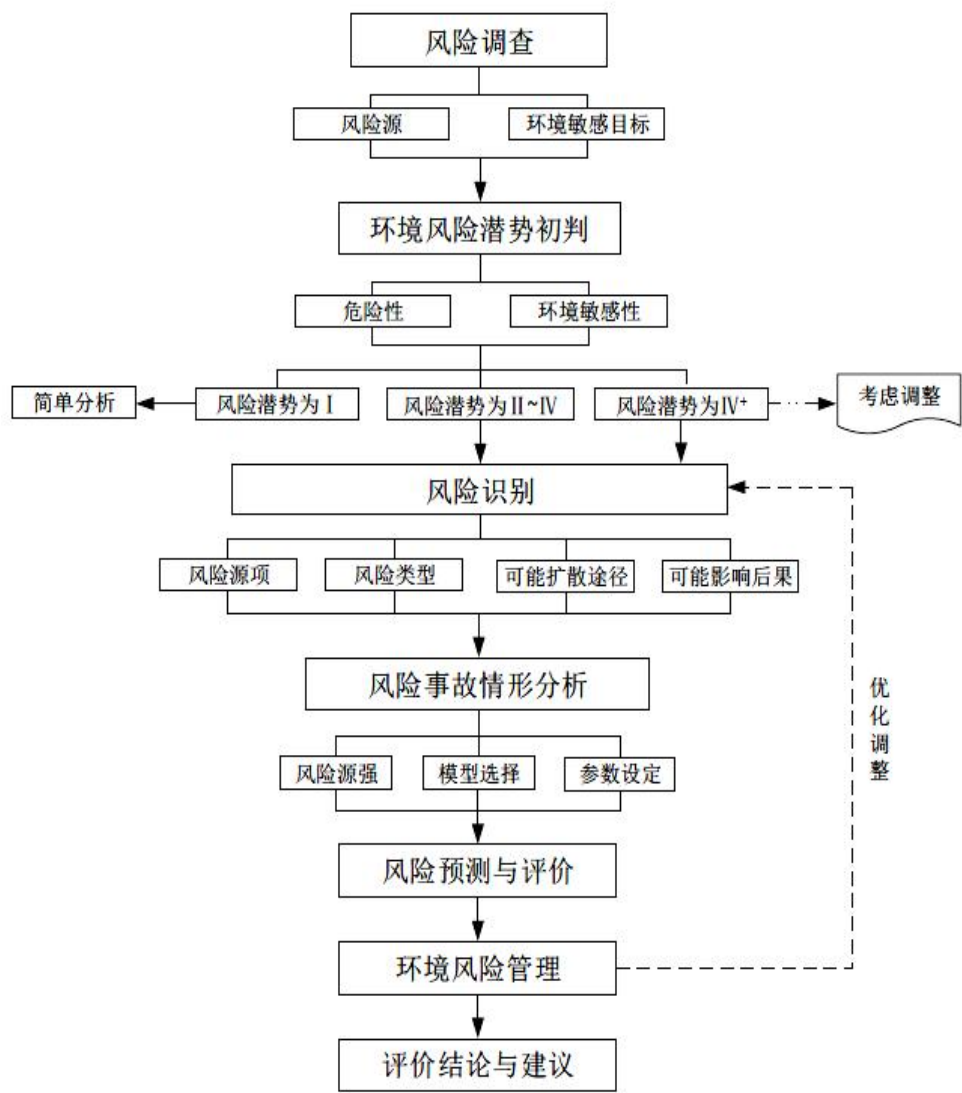 风险调查
风险源
环境敏感目标
环境风险潜势初判
危险性
环境敏感性
简单分析
风险潜势为Ⅰ
风险潜势为Ⅱ~Ⅳ
风险潜势为Ⅳ+
考虑调整
风险识别
风险源项
风险类型
可能扩散途径
可能影响后果
风险事故情形分析
优化调整
风险源强
模型选择
参数设定
风险预测与评价
环境风险管理
评价结论与建议